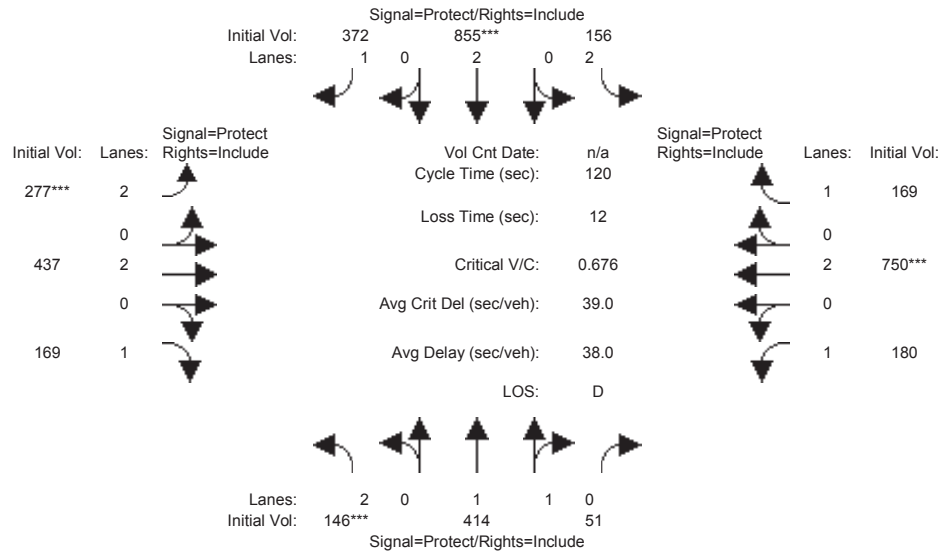 Signal=Protect/Rights=Include
Initial Vol: 372 855*** 156
Lanes: 1 0 2 0 2
Signal=Protect
Initial Vol: Lanes: Rights=Include
Vol Cnt Date: n/a
Signal=Protect
Rights=Include Lanes: Initial Vol:
Cycle Time (sec): 120
277*** 2
1 169
Loss Time (sec): 12
0
0
437 2
Critical V/C: 0.676
2 750***
0
Avg Crit Del (sec/veh): 39.0
0
169 1
Avg Delay (sec/veh): 38.0
1 180
LOS: D
Lanes: 2 0 1 1 0
Initial Vol: 146*** 414 51
Signal=Protect/Rights=Include